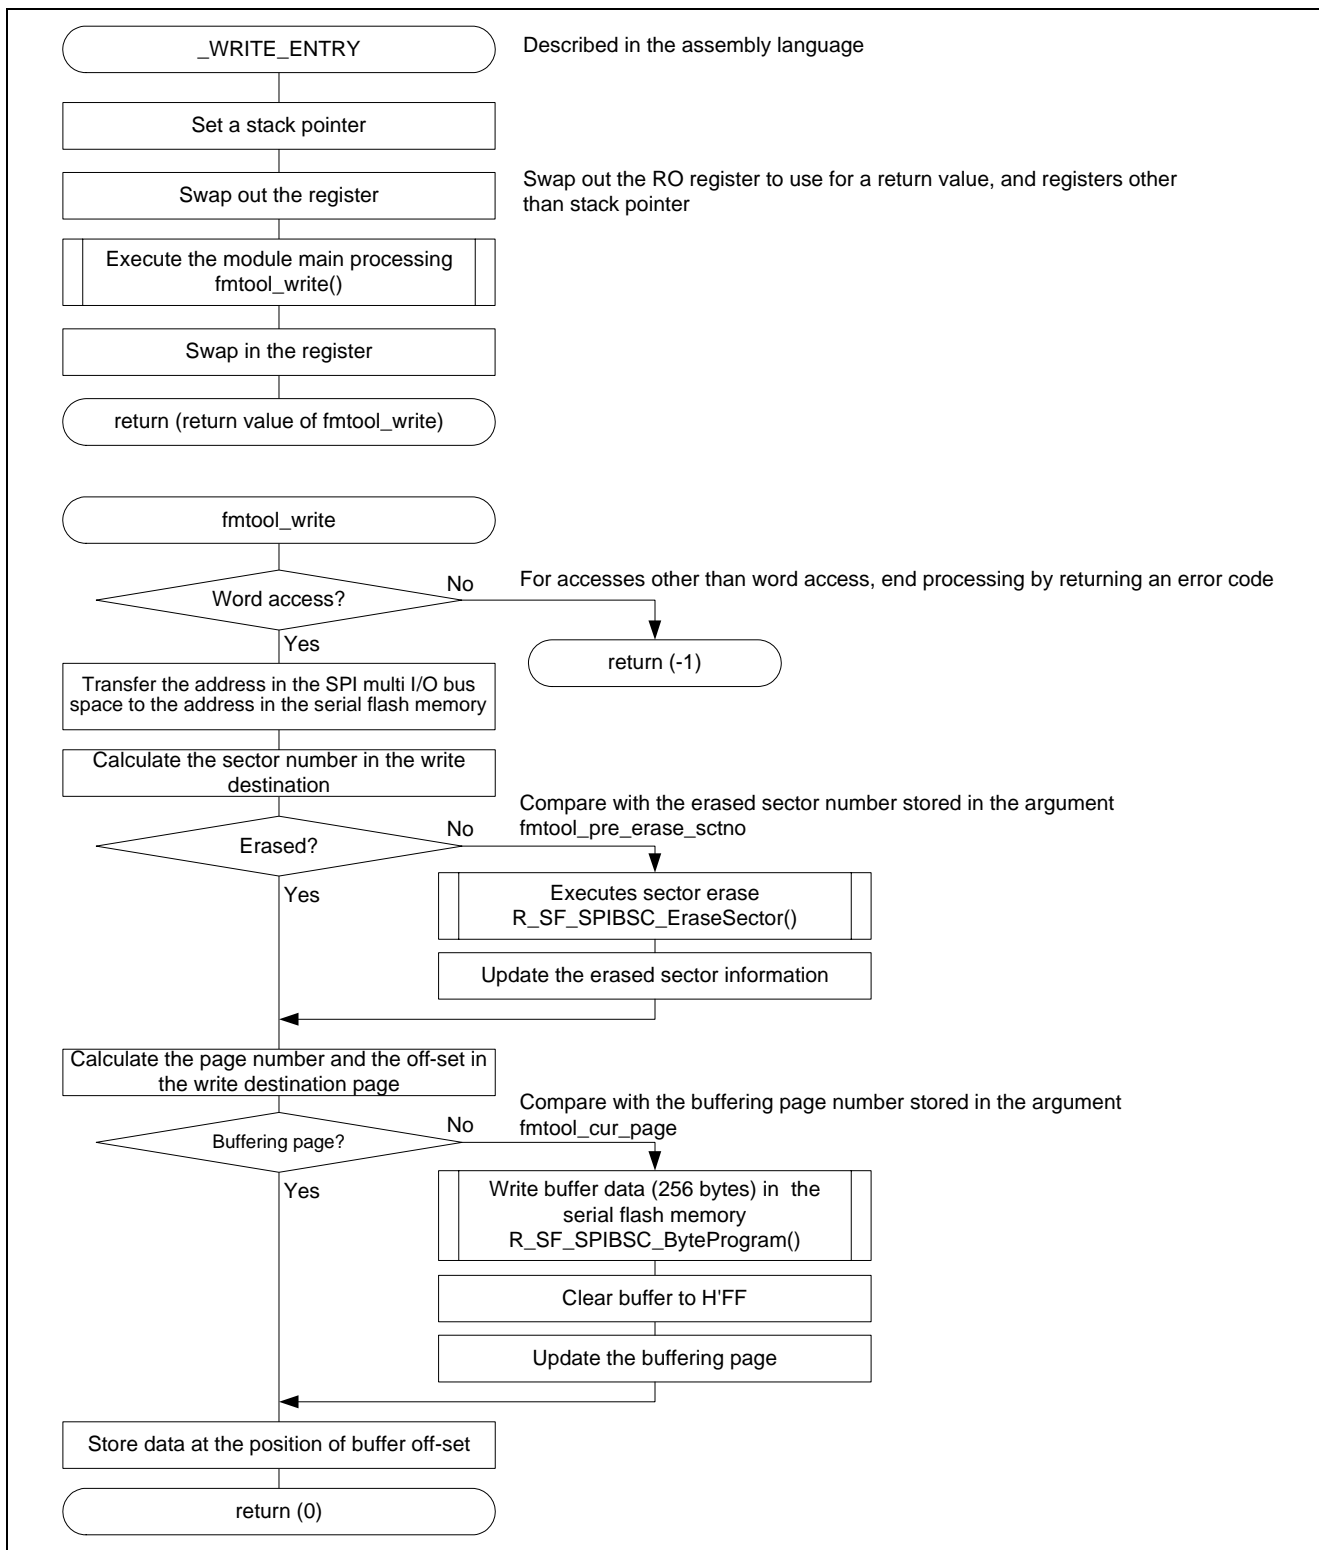 _WRITE_ENTRY
Described in the assembly language
Set a stack pointer
Swap out the register
Swap out the RO register to use for a return value, and registers other
than stack pointer
Execute the module main processing
fmtool_write()
Swap in the register
return (return value of fmtool_write)
fmtool_write
Word access?
No
For accesses other than word access, end processing by returning an error code
return (-1)
Yes
Transfer the address in the SPI multi I/O bus
space to the address in the serial flash memory
Calculate the sector number in the write
destination
Erased?
No
Compare with the erased sector number stored in the argument
fmtool_pre_erase_sctno
Yes
Executes sector erase
R_SF_SPIBSC_EraseSector()
Update the erased sector information
Calculate the page number and the off-set in
the write destination page
Buffering page?
No
Compare with the buffering page number stored in the argument
fmtool_cur_page
Yes
Write buffer data (256 bytes) in the
serial flash memory
R_SF_SPIBSC_ByteProgram()
Clear buffer to H'FF
Update the buffering page
Store data at the position of buffer off-set
return (0)